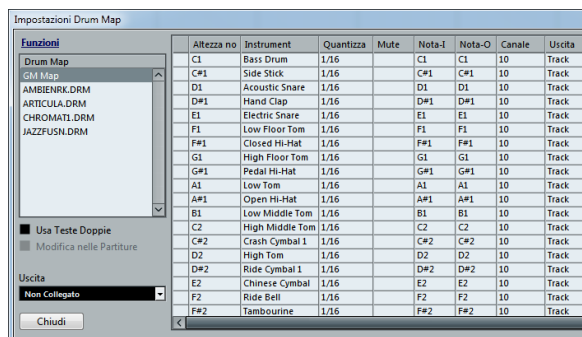 Impostazioni Drum Map
Funzioni
Drum Map
GM Map
AMBIENRK.DRM
ARTICULA.DRM
CHROMAT1.DRM
JAZZFUSN.DRM
Usa Teste Doppie
Modifica nelle Partiture
Uscita
Non Collegato
Chiudi
Altezza no Instrument Quantizza Mute Nota-I Nota-O Canale Uscita
C1 Bass Drum 1/16 C1 C1 10 Track
C#1 Side Stick 1/16 C#1 C#1 10 Track
D1 Acoustic Snare 1/16 D1 D1 10 Track
D#1 Hand Clap 1/16 D#1 D#1 10 Track
E1 Electric Snare 1/16 E1 E1 10 Track
F1 Low Floor Tom 1/16 F1 F1 10 Track
F#1 Closed Hi-Hat 1/16 F#1 F#1 10 Track
G1 High Floor Tom 1/16 G1 G1 10 Track
G#1 Pedal Hi-Hat 1/16 G#1 G#1 10 Track
A1 Low Tom 1/16 A1 A1 10 Track
A#1 Open Hi-Hat 1/16 A#1 A#1 10 Track
B1 Low Middle Tom 1/16 B1 B1 10 Track
C2 High Middle Tom 1/16 C2 C2 10 Track
C#2 Crash Cymbal 1 1/16 C#2 C#2 10 Track
D2 High Tom 1/16 D2 D2 10 Track
D#2 Ride Cymbal 1 1/16 D#2 D#2 10 Track
E2 Chinese Cymbal 1/16 E2 E2 10 Track
F2 Ride Bell 1/16 F2 F2 10 Track
F#2 Tambourine 1/16 F#2 F#2 10 Track